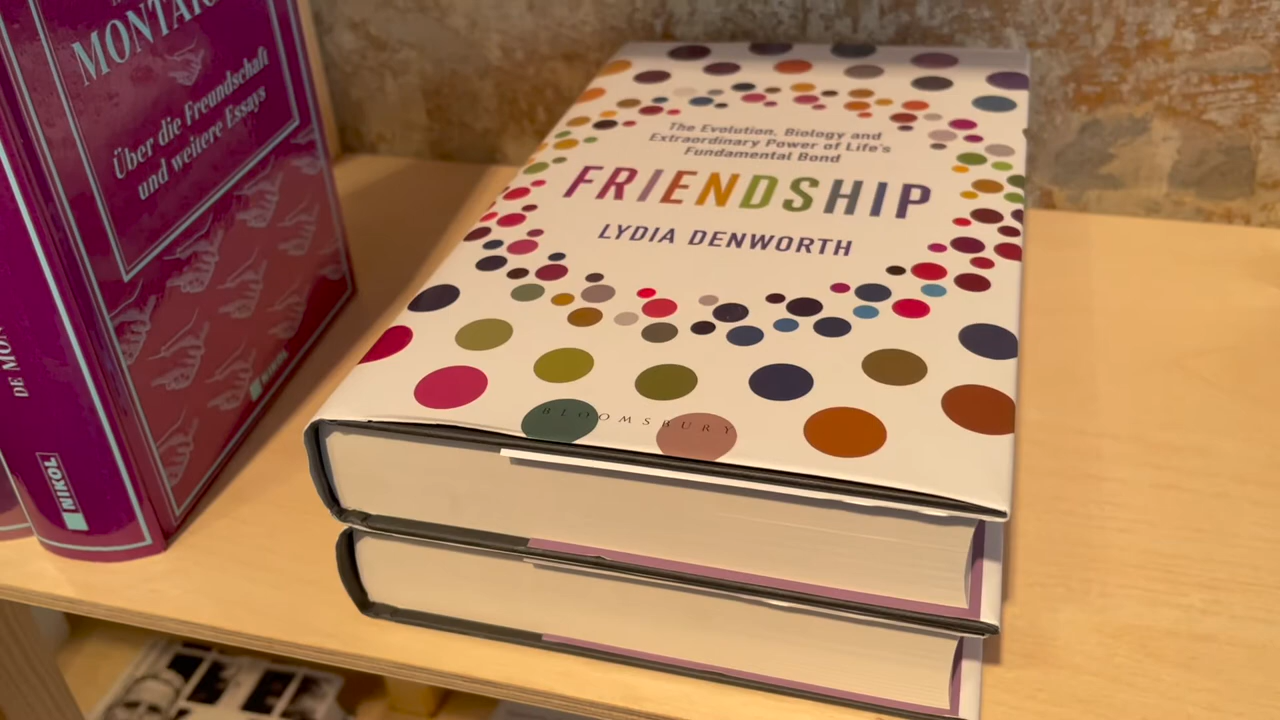 MONTAIG
Über die Freundschaft
und weitere Essays
NIKOL
DE MON
NIKOL
The Evolution, Biology and
Extraordinary Power of Life's
Fundamental Bond
FRIENDSHIP
LYDIA DENWORTH
BLOOMSBURY